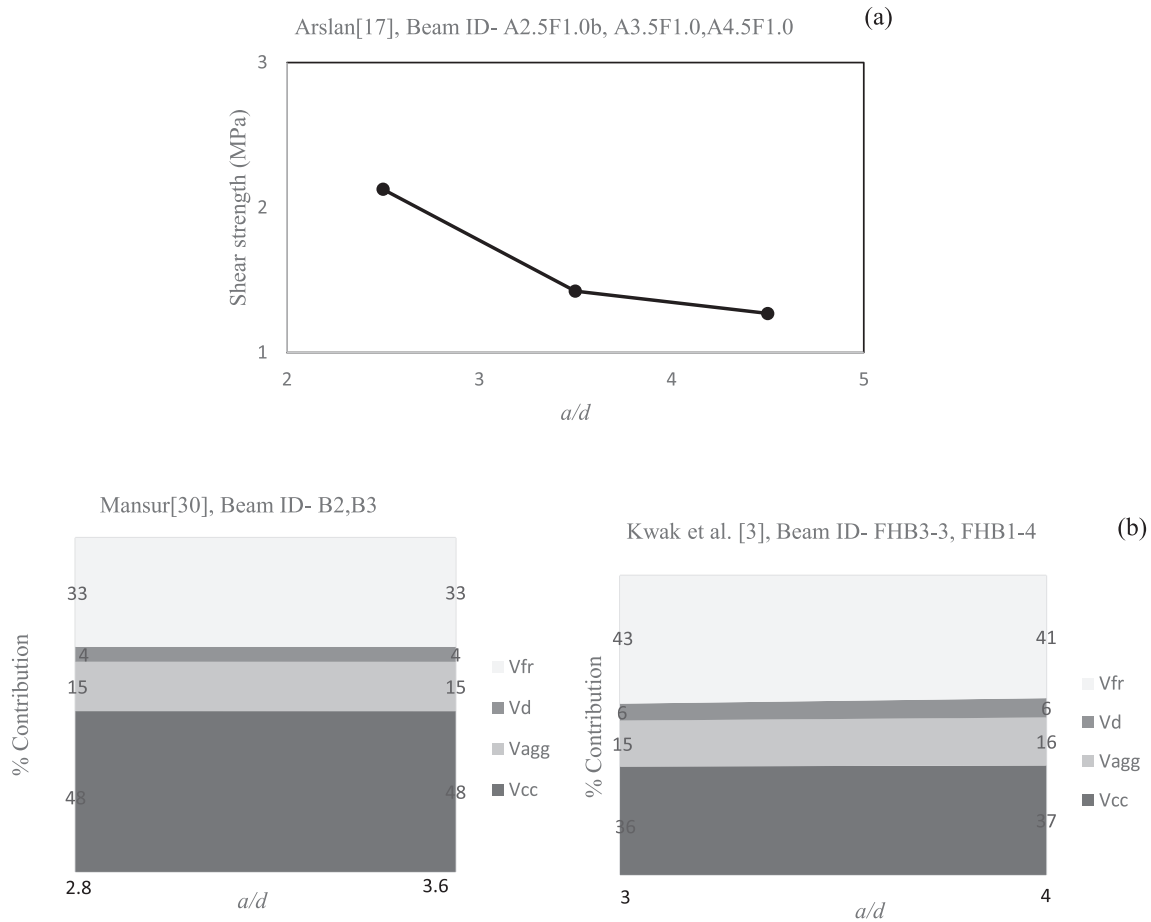 Arslan[17], Beam ID- A2.5F1.0b, A3.5F1.0,A4.5F1.0
(a)
Shear strength (MPa)
3
2
1
2 3 4 5
a/d
Mansur[30], Beam ID- B2,B3
% Contribution
33 33
4 4
15 15
48 48
Vfr
Vd
Vagg
Vcc
2.8 3.6
a/d
Kwak et al. [3], Beam ID- FHB3-3, FHB1-4
(b)
% Contribution
43 41
6 6
15 16
36 37
Vfr
Vd
Vagg
Vcc
3 4
a/d